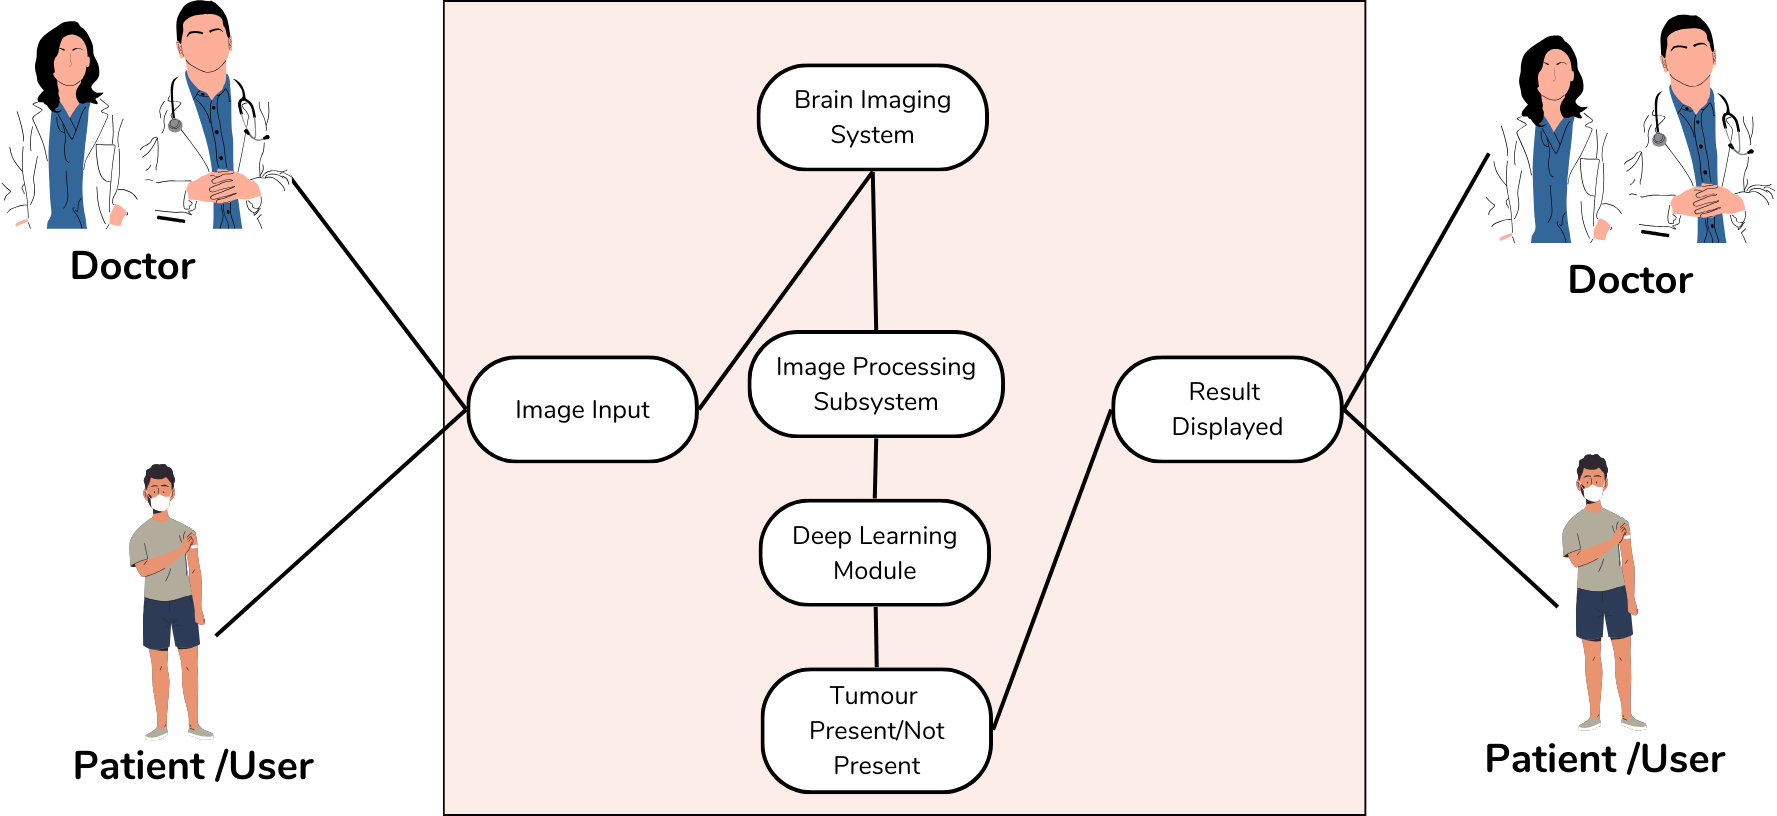 Brain Imaging
System
Doctor
Doctor
Image Input
Image Processing
Subsystem
Result
Displayed
Deep Learning
Module
Tumour
Present/Not
Present
Patient /User
Patient /User